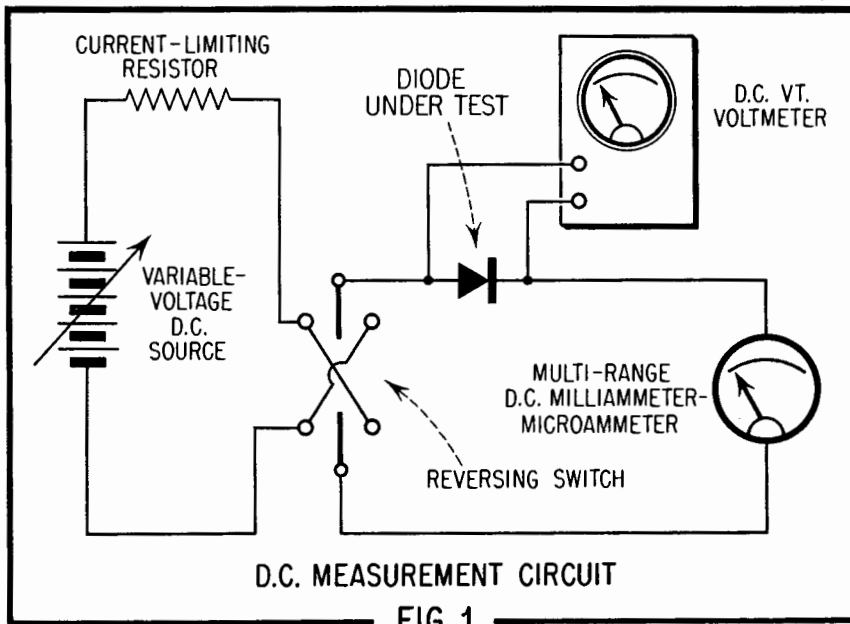 CURRENT-LIMITING
RESISTOR
DIODE
UNDER TEST
D.C. VT.
VOLTMETER
VARIABLE-
VOLTAGE
D.C.
SOURCE
MULTI-RANGE
D.C. MILLIAMMETER-
MICROAMMETER
REVERSING SWITCH
D.C. MEASUREMENT CIRCUIT
FIG. 1